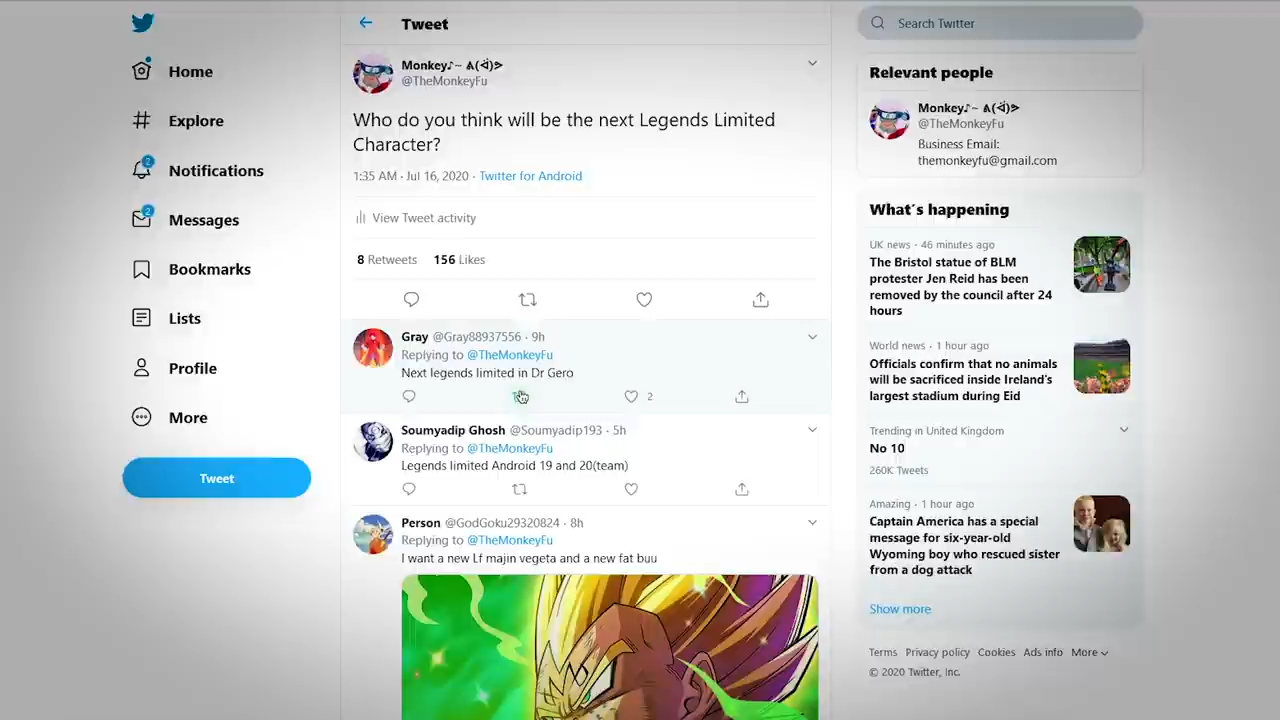 Home
Explore
2
Notifications
2
Messages
Bookmarks
Lists
Profile
More
Tweet
Tweet
Monkey♪~
@TheMonkeyFu
Who do you think will be the next Legends Limited
Character?
1:35 AM · Jul 16, 2020 · Twitter for Android
View Tweet activity
8 Retweets 156 Likes
Gray @Gray88937556 · 9h
Replying to @TheMonkeyFu
Next legends limited in Dr Gero
2
Soumyadip Ghosh @Soumyadip193 · 5h
Replying to @TheMonkeyFu
Legends limited Android 19 and 20(team)
Person @GodGoku29320824 · 8h
Replying to @TheMonkeyFu
I want a new Lf majin vegeta and a new fat buu
Search Twitter
Relevant people
Monkey♪~
@TheMonkeyFu
Business Email:
themonkeyfu@gmail.com
What's happening
UK news · 46 minutes ago
The Bristol statue of BLM
protester Jen Reid has been
removed by the council after 24
hours
World news · 1 hour ago
Officials confirm that no animals
will be sacrificed inside Ireland's
largest stadium during Eid
Trending in United Kingdom
No 10
260K Tweets
Amazing · 1 hour ago
Captain America has a special
message for six-year-old
Wyoming boy who rescued sister
from a dog attack
Show more
Terms Privacy policy Cookies Ads info More
© 2020 Twitter, Inc.